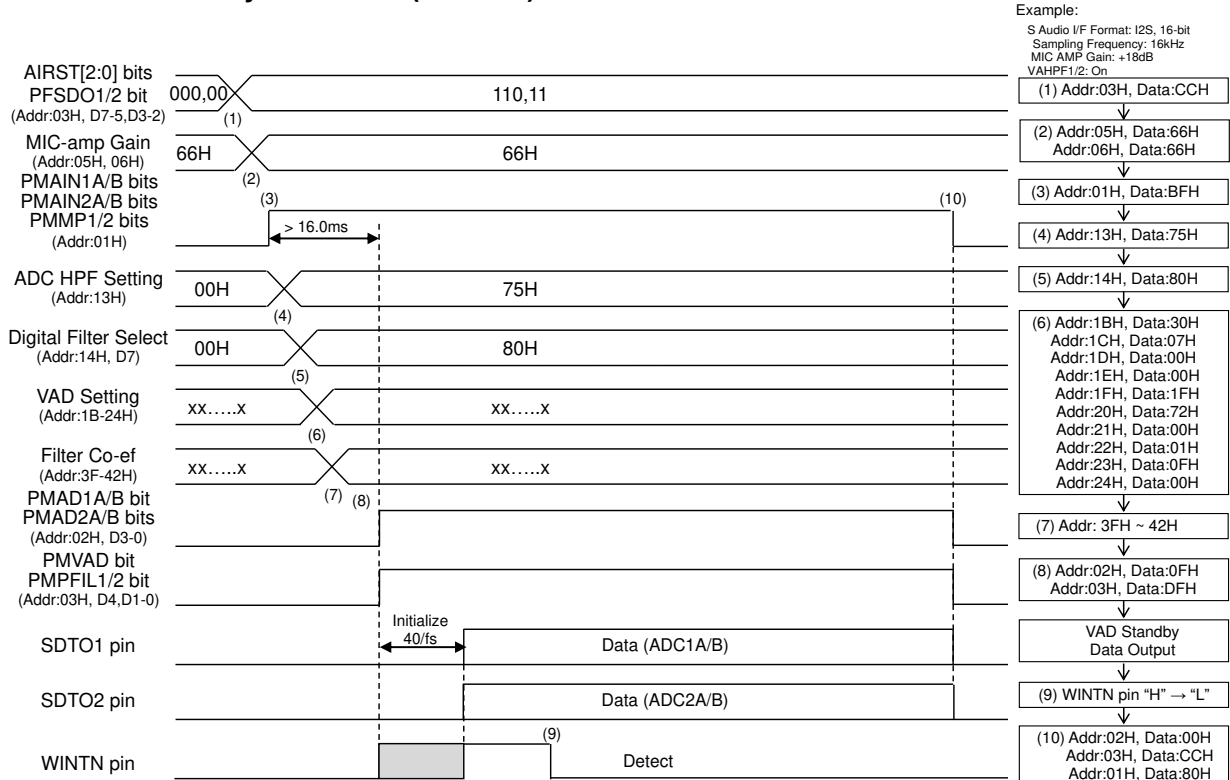 Example:
S Audio I/F Format: I2S, 16-bit
Sampling Frequency: 16kHz
MIC AMP Gain: +18dB
VAHPF1/2: On
AIRST[2:0] bits
PFSDO1/2 bit
(Addr:03H, D7-5,D3-2)
000,00
110,11
(1)
MIC-amp Gain
(Addr:05H, 06H)
66H
66H
(2)
PMAIN1A/B bits
PMAIN2A/B bits
PMMP1/2 bits
(Addr:01H)
(3)
> 16.0ms
(10)
ADC HPF Setting
(Addr:13H)
00H
75H
(4)
Digital Filter Select
(Addr:14H, D7)
00H
80H
(5)
VAD Setting
(Addr:1B-24H)
xx.....x
xx.....x
(6)
Filter Co-ef
(Addr:3F-42H)
xx.....x
xx.....x
(7)
(8)
PMAD1A/B bit
PMAD2A/B bits
(Addr:02H, D3-0)
PMVAD bit
PMPFIL1/2 bit
(Addr:03H, D4,D1-0)
Initialize
40/fs
SDTO1 pin
Data (ADC1A/B)
SDTO2 pin
Data (ADC2A/B)
WINTN pin
(9)
Detect
(1) Addr:03H, Data:CCH
(2) Addr:05H, Data:66H
Addr:06H, Data:66H
(3) Addr:01H, Data:BFH
(4) Addr:13H, Data:75H
(5) Addr:14H, Data:80H
(6) Addr:1BH, Data:30H
Addr:1CH, Data:07H
Addr:1DH, Data:00H
Addr:1EH, Data:00H
Addr:1FH, Data:1FH
Addr:20H, Data:72H
Addr:21H, Data:00H
Addr:22H, Data:01H
Addr:23H, Data:0FH
Addr:24H, Data:00H
(7) Addr: 3FH ~ 42H
(8) Addr:02H, Data:0FH
Addr:03H, Data:DFH
VAD Standby
Data Output
(9) WINTN pin “H” → “L”
(10) Addr:02H, Data:00H
Addr:03H, Data:CCH
Addr:01H, Data:80H